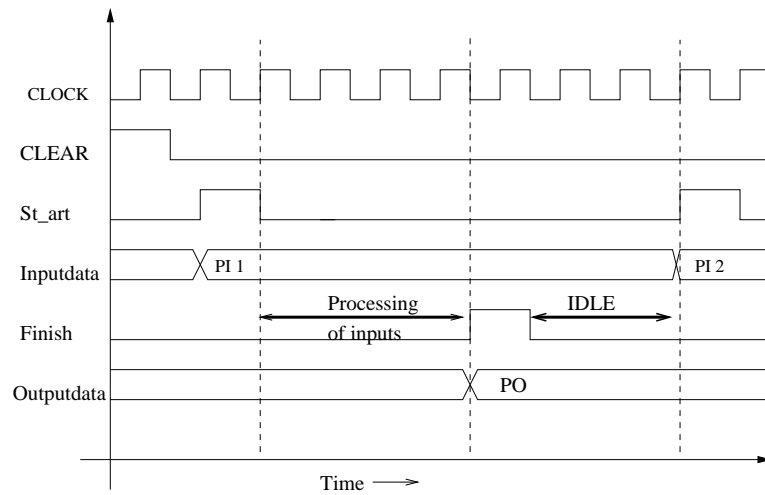 CLOCK
CLEAR
St_art
Inputdata
PI 1
PI 2
Processing
of inputs
IDLE
Finish
Outputdata
PO
Time